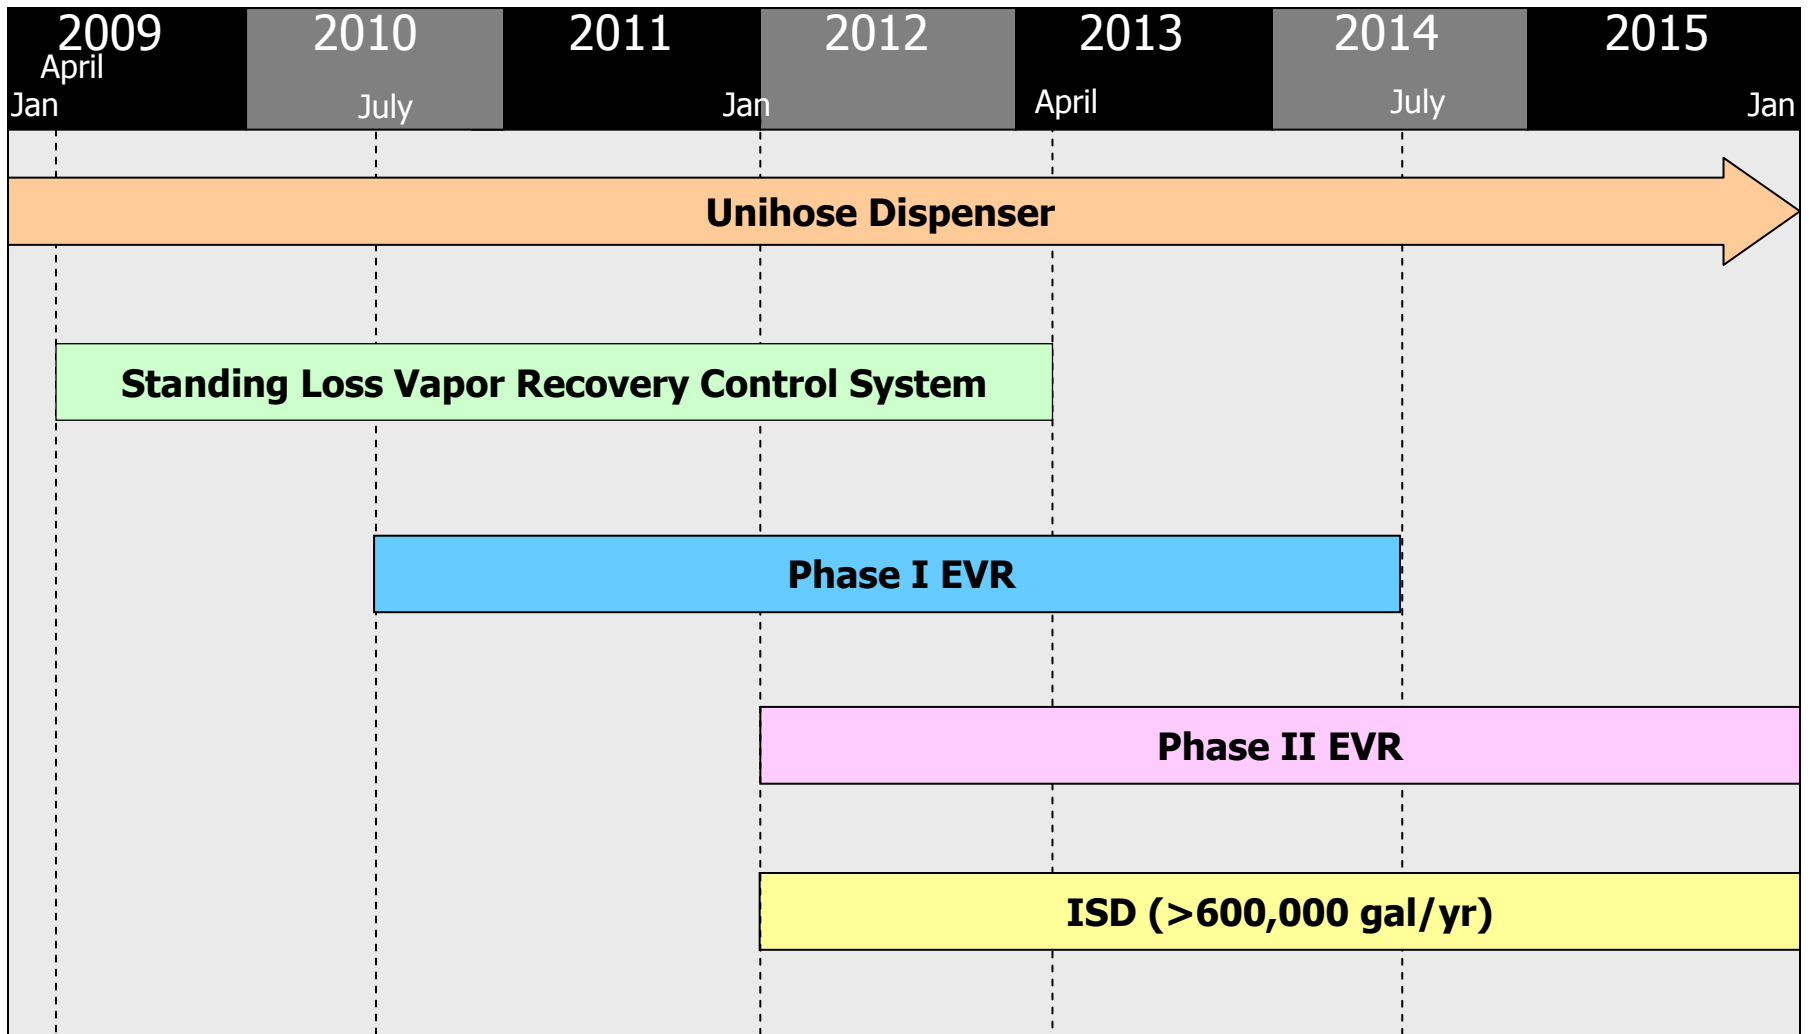 2009 2010 2011 2012 2013 2014 2015
April
Jan July Jan April July Jan
Unihose Dispenser
Standing Loss Vapor Recovery Control System
Phase I EVR
Phase II EVR
ISD (>600,000 gal/yr)